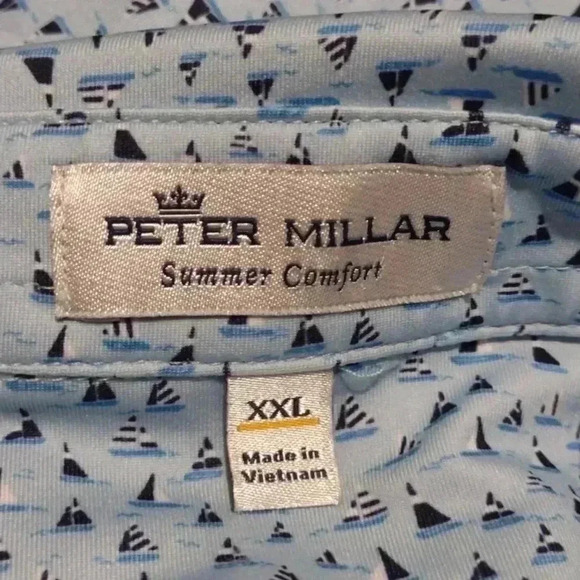 PETER MILLAR
Summer Comfort
XXL
Made in
Vietnam